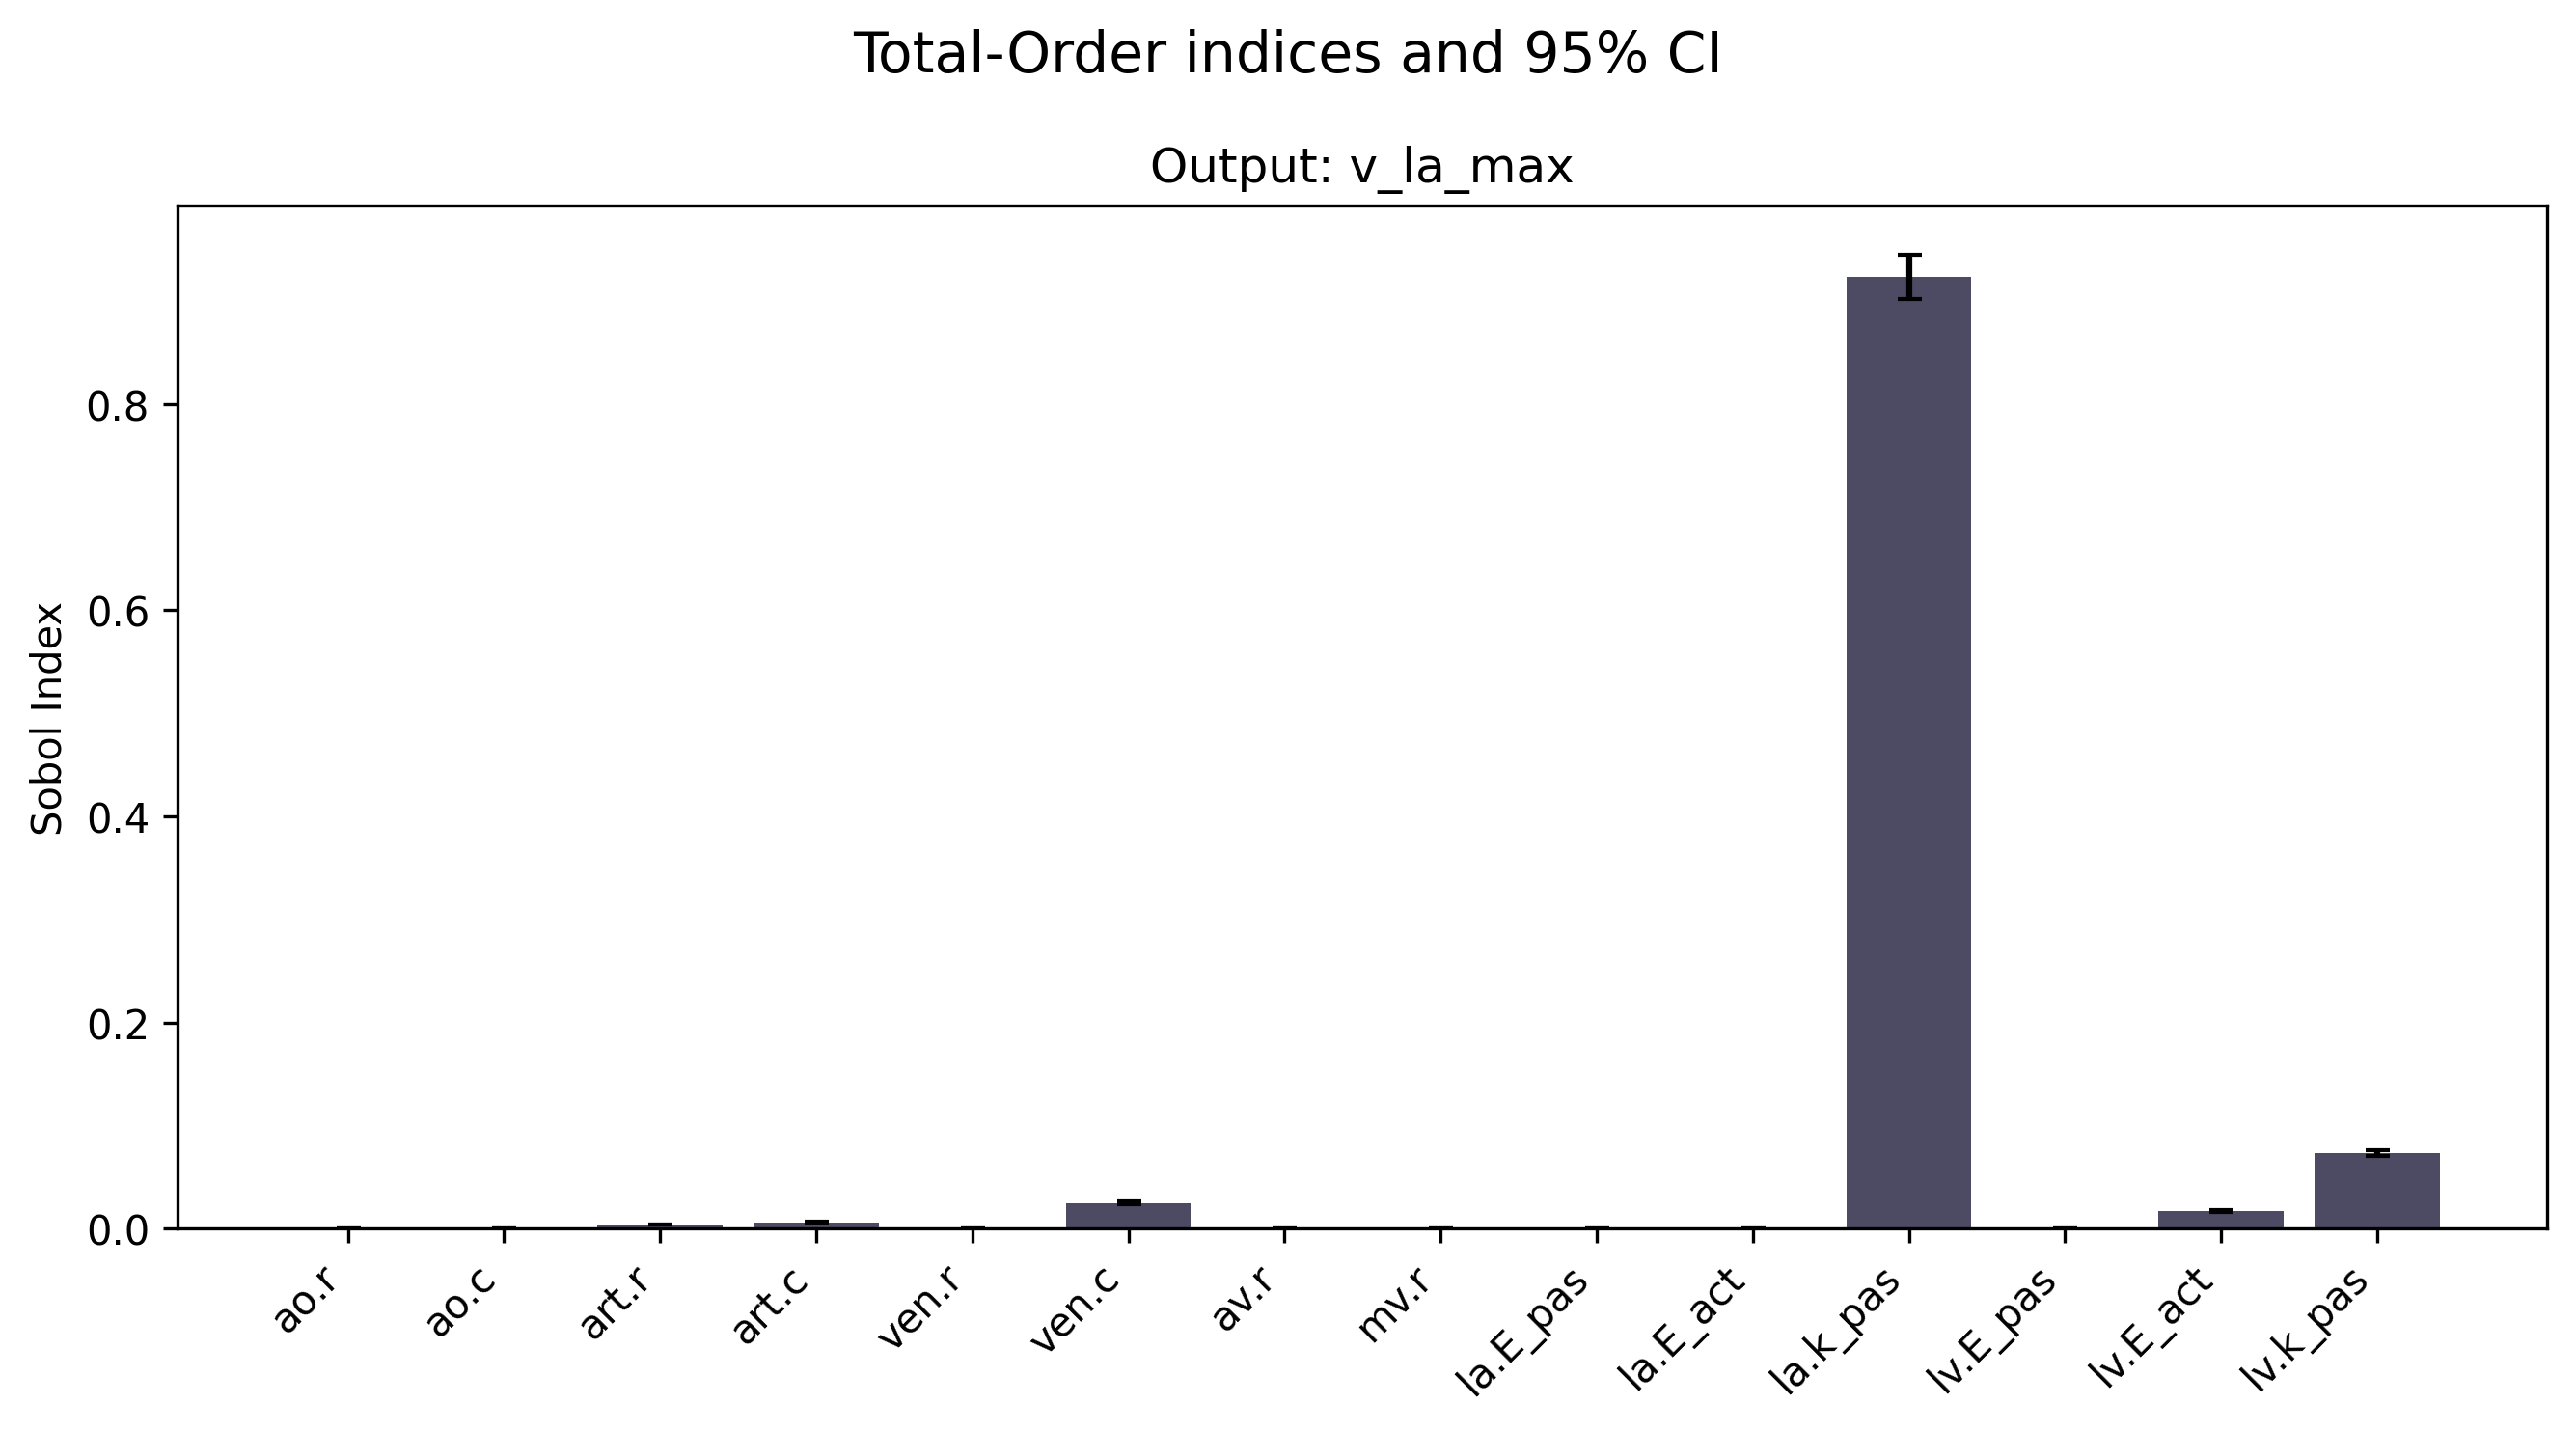 Total-Order indices and 95% CI
Output: v_la_max
Sobol Index
0.8
0.6
0.4
0.2
0.0
ao.r
ao.c
art.r
art.c
ven.r
ven.c
av.r
mv.r
la.E_pas
la.E_act
la.k_pas
lv.E_pas
lv.E_act
lv.k_pas